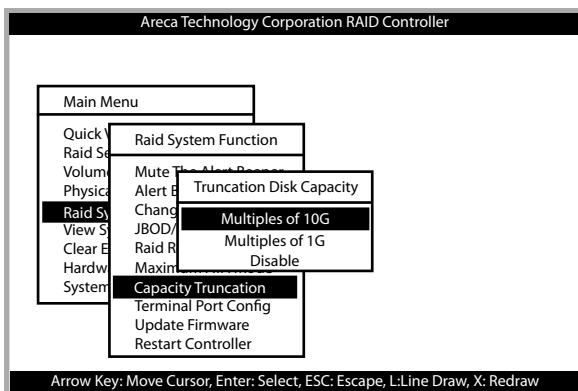 Areca Technology Corporation RAID Controller
Main Menu
Quick
Raid Se
Volum
Physica
Raid Sy
View S
Clear E
Hardw
System
Raid System Function
Mute The Alert Beeper
Alert B
Chang
JBOD/
Raid R
Maxim
Capacity Truncation
Terminal Port Config
Update Firmware
Restart Controller
Truncation Disk Capacity
Multiples of 10G
Multiples of 1G
Disable
Arrow Key: Move Cursor, Enter: Select, ESC: Escape, L:Line Draw, X: Redraw